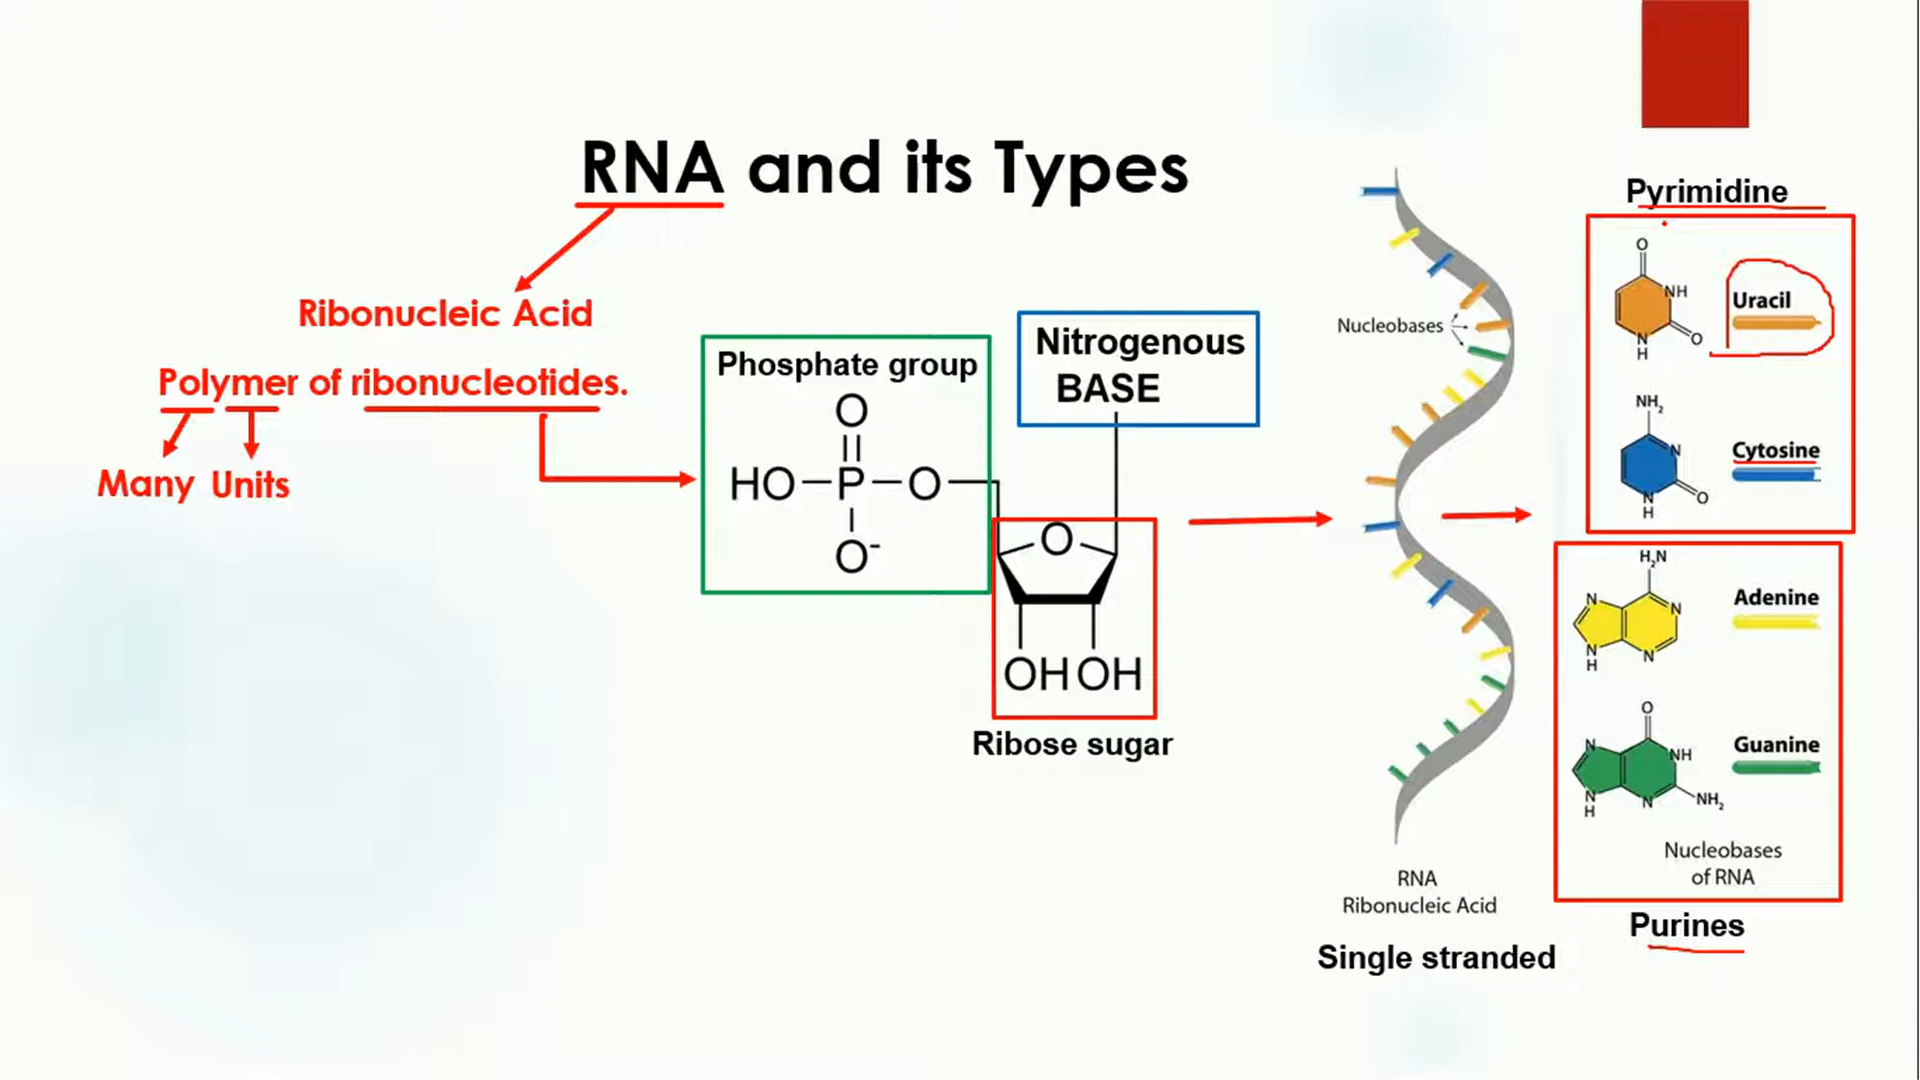 RNA and its Types
Ribonucleic Acid
Polymer of ribonucleotides.
Many Units
Phosphate group
O
HO P O
O-
Nitrogenous
BASE
O
OH OH
Ribose sugar
Nucleobases
RNA
Ribonucleic Acid
Single stranded
Pyrimidine
O
NH
Uracil
O
N
H
NH2
N
Cytosine
O
N
H
H2N
N
N
Adenine
N
H
N
O
N
NH
Guanine
N
H
N
NH2
Nucleobases
of RNA
Purines